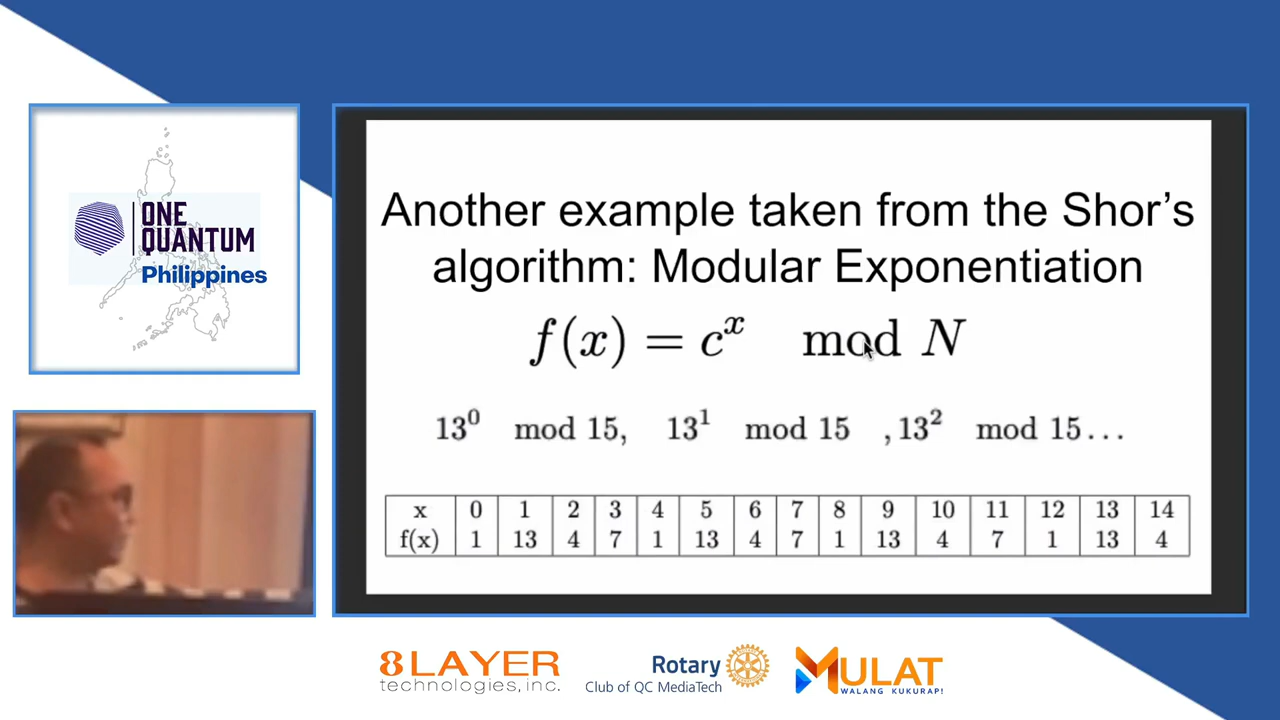 ONE
QUANTUM
Philippines
Another example taken from the Shor's
algorithm: Modular Exponentiation
f(x) = c^x mod N
13^0 mod 15, 13^1 mod 15 , 13^2 mod 15 ...
x 0 1 2 3 4 5 6 7 8 9 10 11 12 13 14
f(x) 1 13 4 7 1 13 4 7 1 13 4 7 1 13 4
8LAYER
technologies, inc.
Rotary
Club of QC MediaTech
MULAT
WALANG KUKURAP!